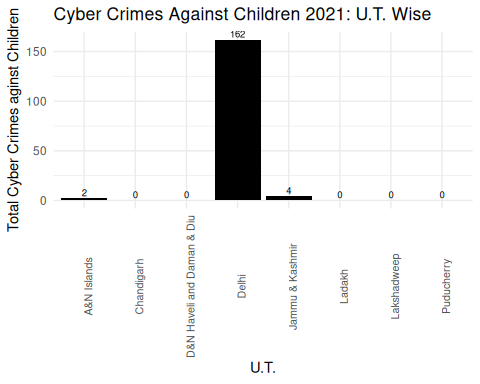 Cyber Crimes Against Children 2021: U.T. Wise
Total Cyber Crimes aginst Children
150
100
50
0
2
0
0
162
4
0
0
0
A&N Islands
Chandigarh
D&N Haveli and Daman & Diu
Delhi
Jammu & Kashmir
Ladakh
Lakshadweep
Puducherry
U.T.